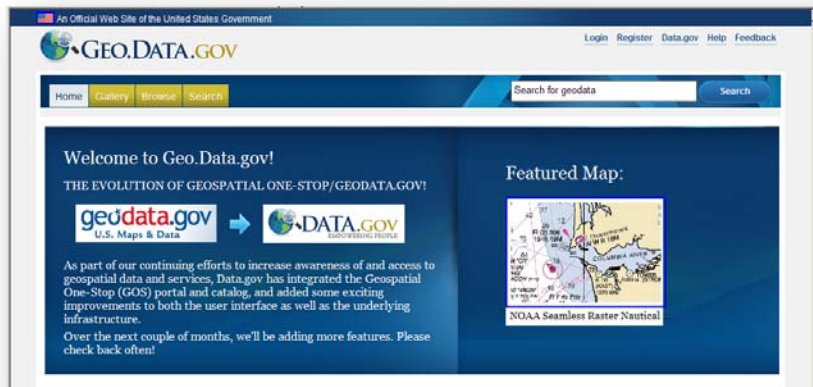 An Official Web Site of the United States Government
GEO.DATA.GOV
Login Register Data.gov Help Feedback
Home Gallery Browse Search
Search for geodata Search
Welcome to Geo.Data.gov!
THE EVOLUTION OF GEOSPATIAL ONE-STOP/GEODATA.GOV!
geodata.gov
U.S. Maps & Data
DATA.GOV
EMPOWERING PEOPLE
As part of our continuing efforts to increase awareness of and access to
geospatial data and services, Data.gov has integrated the Geospatial
One-Stop (GOS) portal and catalog, and added some exciting
improvements to both the user interface as well as the underlying
infrastructure.
Over the next couple of months, we'll be adding more features. Please
check back often!
Featured Map:
COLUMBIA RIVER
NOAA Seamless Raster Nautical